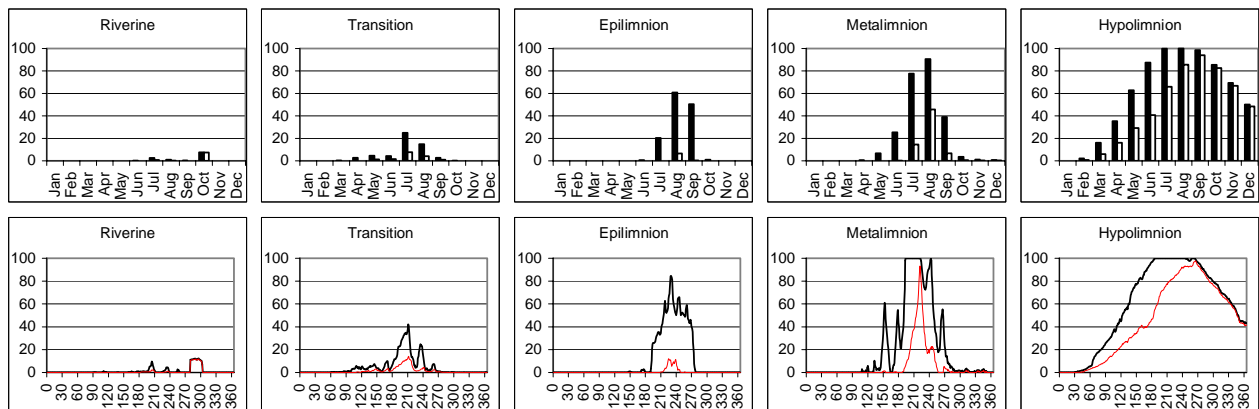 Riverine
100
80
60
40
20
0
Jan
Feb
Mar
Apr
May
Jun
Jul
Aug
Sep
Oct
Nov
Dec
Transition
100
80
60
40
20
0
Jan
Feb
Mar
Apr
May
Jun
Jul
Aug
Sep
Oct
Nov
Dec
Epilimnion
100
80
60
40
20
0
Jan
Feb
Mar
Apr
May
Jun
Jul
Aug
Sep
Oct
Nov
Dec
Metalimnion
100
80
60
40
20
0
Jan
Feb
Mar
Apr
May
Jun
Jul
Aug
Sep
Oct
Nov
Dec
Hypolimnion
100
80
60
40
20
0
Jan
Feb
Mar
Apr
May
Jun
Jul
Aug
Sep
Oct
Nov
Dec
Riverine
100
80
60
40
20
0
0
30
60
90
120
150
180
210
240
270
300
330
360
Transition
100
80
60
40
20
0
0
30
60
90
120
150
180
210
240
270
300
330
360
Epilimnion
100
80
60
40
20
0
0
30
60
90
120
150
180
210
240
270
300
330
360
Metalimnion
100
80
60
40
20
0
0
30
60
90
120
150
180
210
240
270
300
330
360
Hypolimnion
100
80
60
40
20
0
0
30
60
90
120
150
180
210
240
270
300
330
360